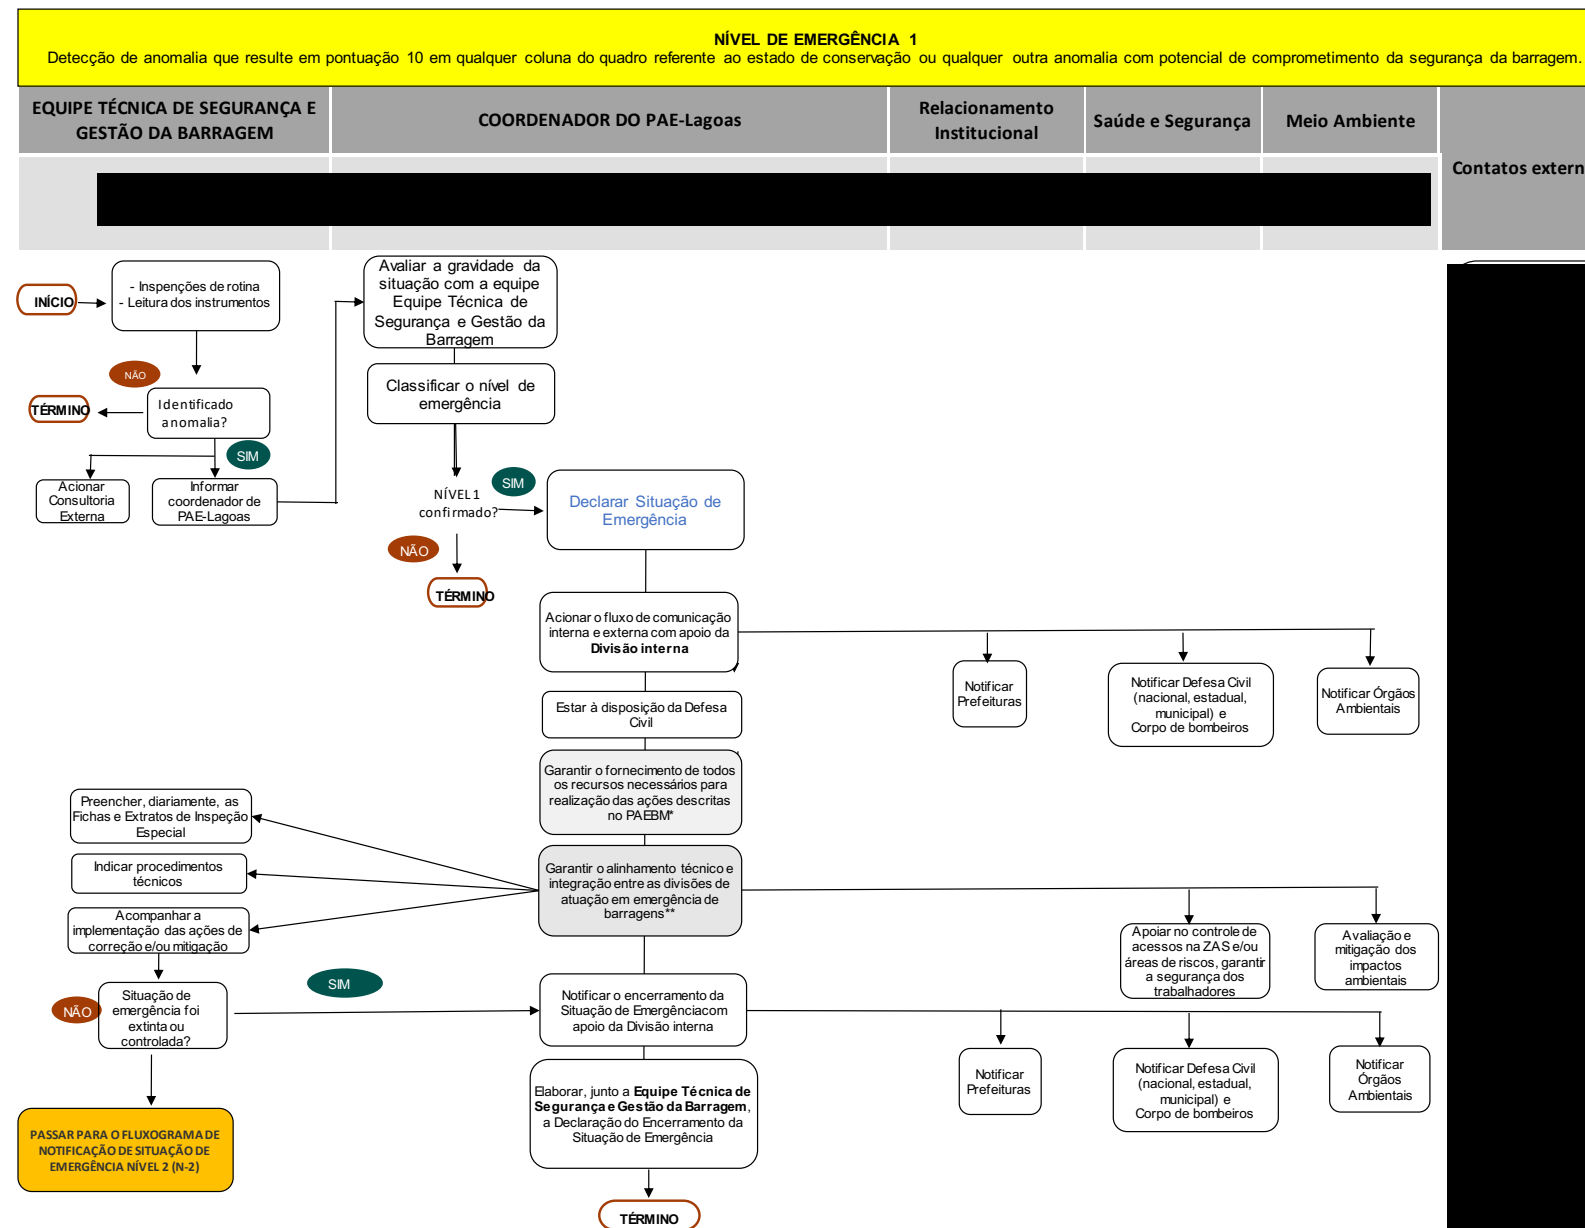 NÍVEL DE EMERGÊNCIA 1
Detecção de anomalia que resulte em pontuação 10 em qualquer coluna do quadro referente ao estado de conservação ou qualquer outra anomalia com potencial de comprometimento da segurança da barragem.
EQUIPE TÉCNICA DE SEGURANÇA E
GESTÃO DA BARRAGEM
COORDENADOR DO PAE-Lagoas
Relacionamento
Institucional
Saúde e Segurança
Meio Ambiente
Contatos extern
INÍCIO
- Inspenções de rotina
- Leitura dos instrumentos
NÃO
TÉRMINO
Identificado
anomalia?
SIM
Acionar
Consultoria
Externa
Informar
coordenador de
PAE-Lagoas
Avaliar a gravidade da
situação com a equipe
Equipe Técnica de
Segurança e Gestão da
Barragem
Classificar o nível de
emergência
NÍVEL 1
confirmado?
SIM
NÃO
TÉRMINO
Declarar Situação de
Emergência
Acionar o fluxo de comunicação
interna e externa com apoio da
Divisão interna
Notificar
Prefeituras
Notificar Defesa Civil
(nacional, estadual,
municipal) e
Corpo de bombeiros
Notificar Órgãos
Ambientais
Estar à disposição da Defesa
Civil
Garantir o fornecimento de todos
os recursos necessários para
realização das ações descritas
no PAEBM*
Garantir o alinhamento técnico e
integração entre as divisões de
atuação em emergência de
barragens**
Preencher, diariamente, as
Fichas e Extratos de Inspeção
Especial
Indicar procedimentos
técnicos
Acompanhar a
implementação das ações de
correção e/ou mitigação
Apoiar no controle de
acessos na ZAS e/ou
áreas de riscos, garantir
a segurança dos
trabalhadores
Avaliação e
mitigação dos
impactos
ambientais
NÃO
Situação de
emergência foi
extinta ou
controlada?
SIM
Notificar o encerramento da
Situação de Emergênciacom
apoio da Divisão interna
Notificar
Prefeituras
Notificar Defesa Civil
(nacional, estadual,
municipal) e
Corpo de bombeiros
Notificar
Órgãos
Ambientais
Elaborar, junto a Equipe Técnica de
Segurança e Gestão da Barragem,
a Declaração do Encerramento da
Situação de Emergência
PASSAR PARA O FLUXOGRAMA DE
NOTIFICAÇÃO DE SITUAÇÃO DE
EMERGÊNCIA NÍVEL 2 (N-2)
TÉRMINO